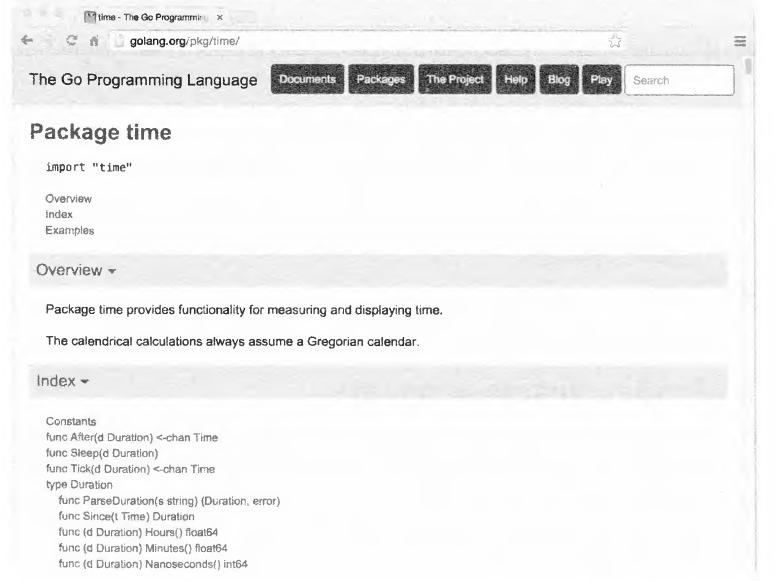 time - The Go Programming ×
golang.org/pkg/time/
The Go Programming Language Documents Packages The Project Help Blog Play Search
Package time
import "time"
Overview
Index
Examples
Overview
Package time provides functionality for measuring and displaying time.
The calendrical calculations always assume a Gregorian calendar.
Index
Constants
func After(d Duration) <-chan Time
func Sleep(d Duration)
func Tick(d Duration) <-chan Time
type Duration
func ParseDuration(s string) (Duration, error)
func Since(t Time) Duration
func (d Duration) Hours() float64
func (d Duration) Minutes() float64
func (d Duration) Nanoseconds() int64